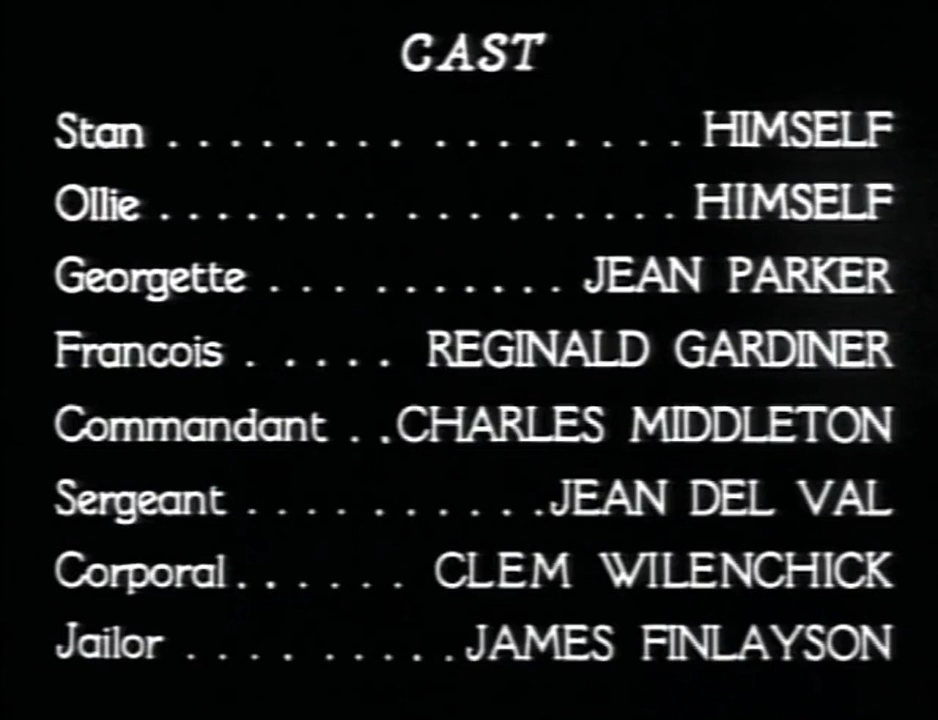 CAST
Stan . . . . . . . . . . . . . . . . . . HIMSELF
Ollie . . . . . . . . . . . . . . . . . . HIMSELF
Georgette . . . . . . . . . . JEAN PARKER
Francois . . . . . REGINALD GARDINER
Commandant . . CHARLES MIDDLETON
Sergeant . . . . . . . . . . . JEAN DEL VAL
Corporal . . . . . . CLEM WILENCHICK
Jailor . . . . . . . . . JAMES FINLAYSON